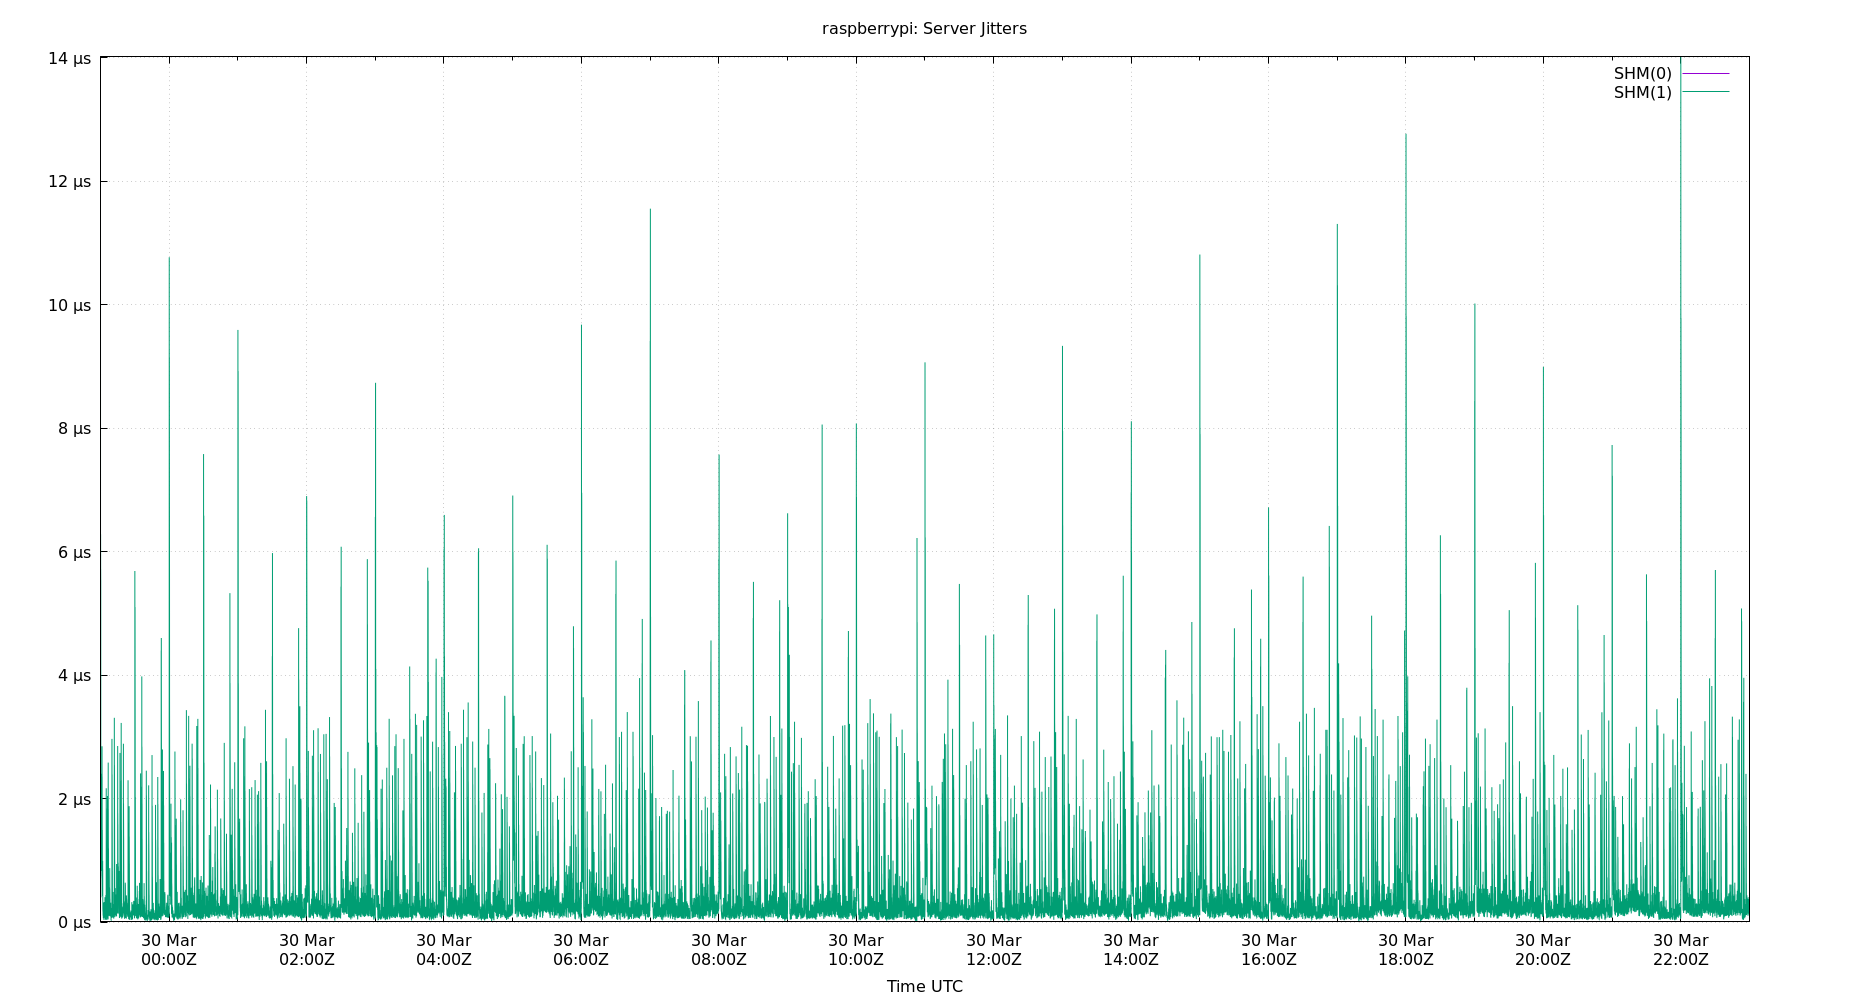 raspberrypi: Server Jitters
14 µs
SHM(0)
SHM(1)
12 µs
10 µs
8 µs
6 µs
4 µs
2 µs
0 µs
30 Mar 30 Mar 30 Mar 30 Mar 30 Mar 30 Mar 30 Mar 30 Mar 30 Mar 30 Mar 30 Mar 30 Mar
00:00Z 02:00Z 04:00Z 06:00Z 08:00Z 10:00Z 12:00Z 14:00Z 16:00Z 18:00Z 20:00Z 22:00Z
Time UTC